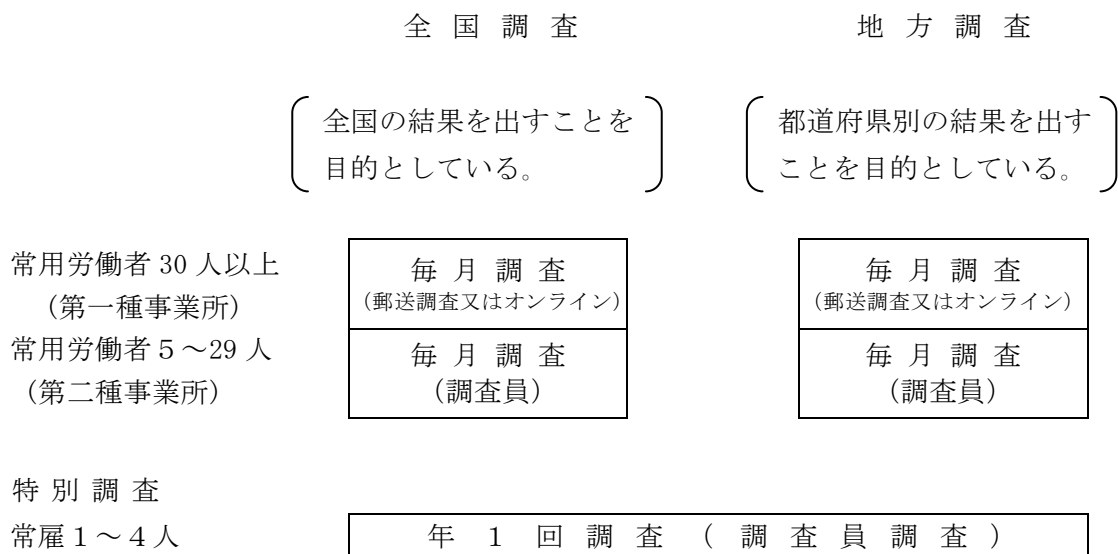 全国調査 地方調査
全国の結果を出すことを 都道府県別の結果を出す
目的としている。 ことを目的としている。
常用労働者 30 人以上 毎月調査 毎月調査
（第一種事業所） （郵送調査又はオンライン） （郵送調査又はオンライン）
常用労働者５～29 人 毎月調査 毎月調査
（第二種事業所） （調査員） （調査員）
特別調査
常雇１～４人 年１回調査（調査員調査）